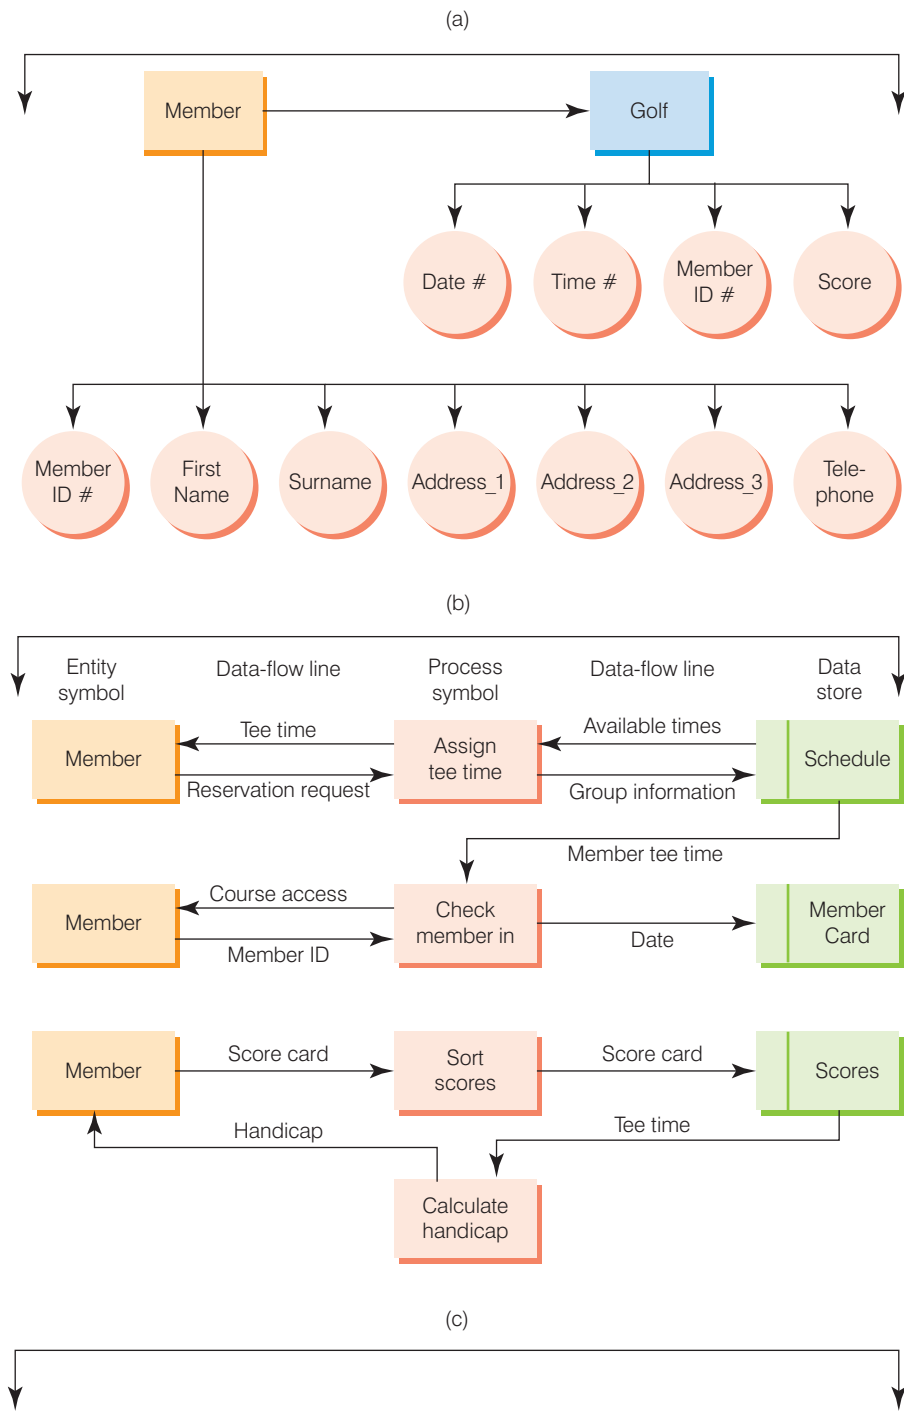 (a)
Member
Golf
Date #
Time #
Member
ID #
Score
Member
ID #
First
Name
Surname
Address_1
Address_2
Address_3
Tele-
phone
(b)
Entity
symbol
Data-flow line
Process
symbol
Data-flow line
Data
store
Member
Tee time
Reservation request
Assign
tee time
Available times
Group information
Schedule
Member tee time
Member
Course access
Member ID
Check
member in
Date
Member
Card
Member
Score card
Sort
scores
Score card
Scores
Handicap
Tee time
Calculate
handicap
(c)